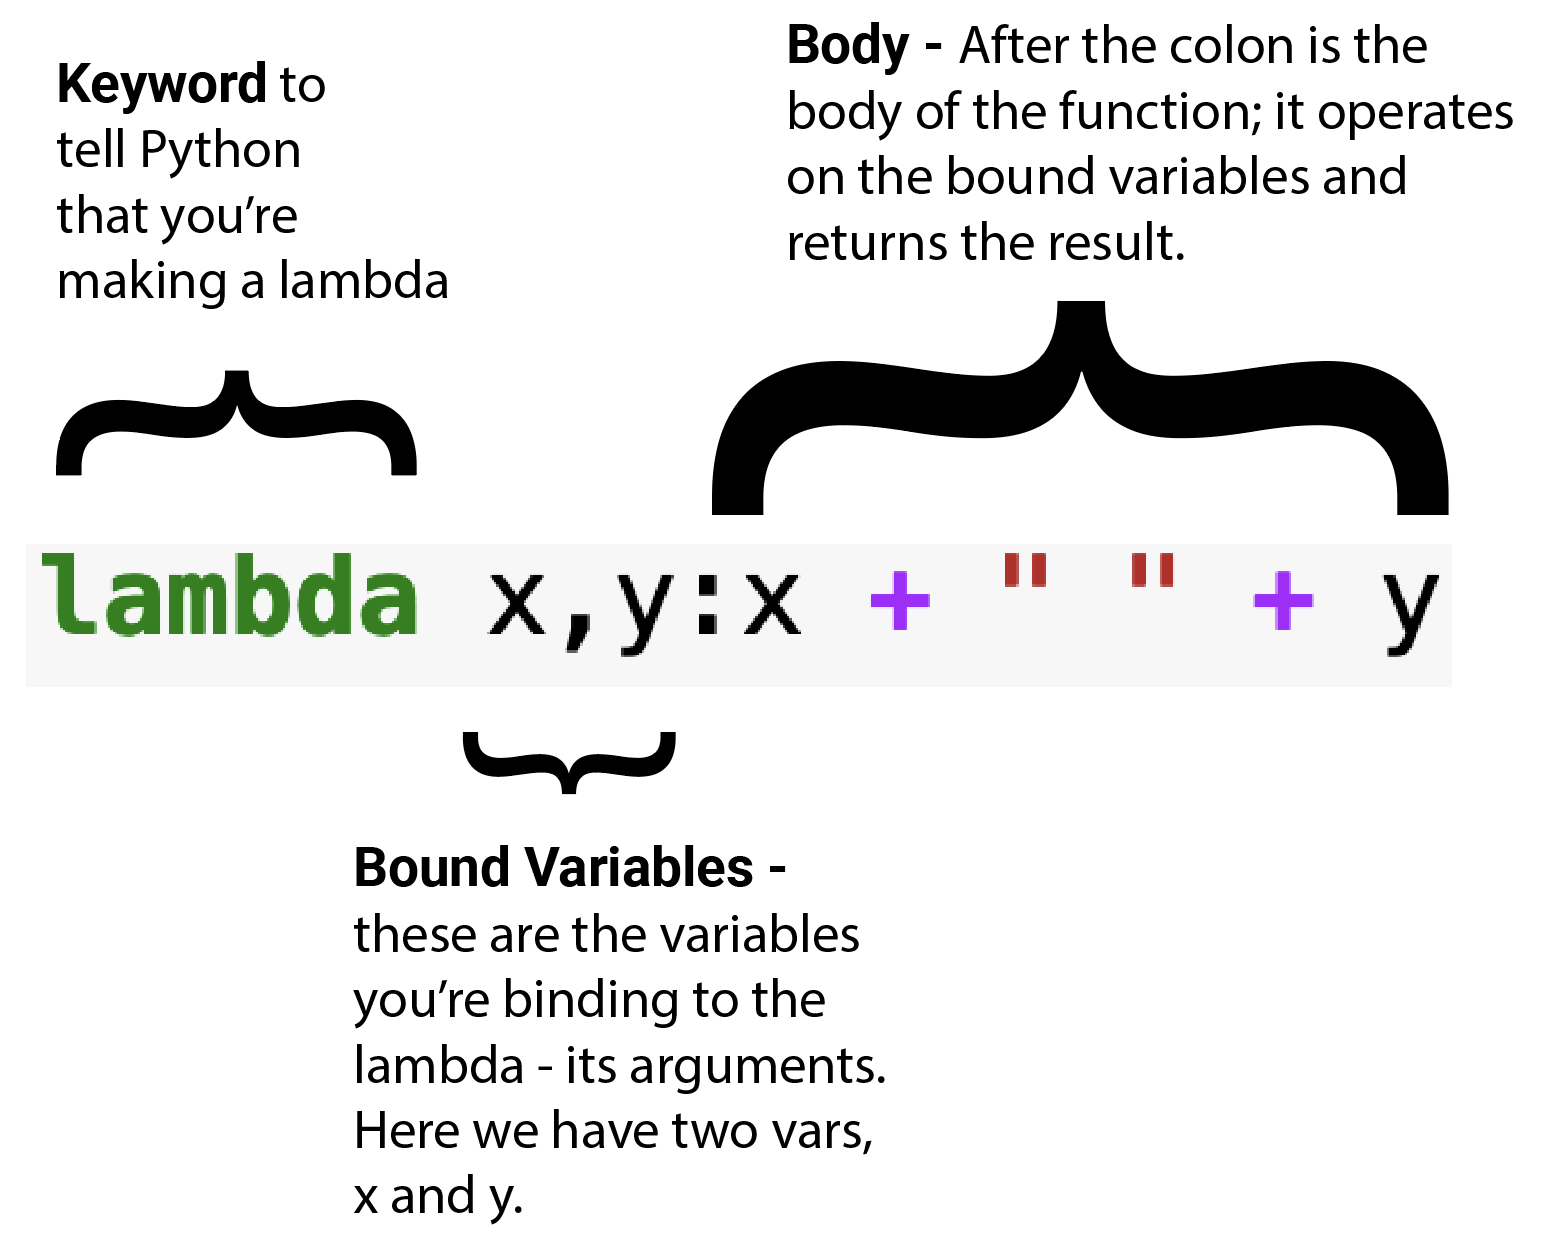 Keyword to
tell Python
that you’re
making a lambda
Body - After the colon is the
body of the function; it operates
on the bound variables and
returns the result.
lambda x,y:x + " " + y
Bound Variables -
these are the variables
you’re binding to the
lambda - its arguments.
Here we have two vars,
x and y.